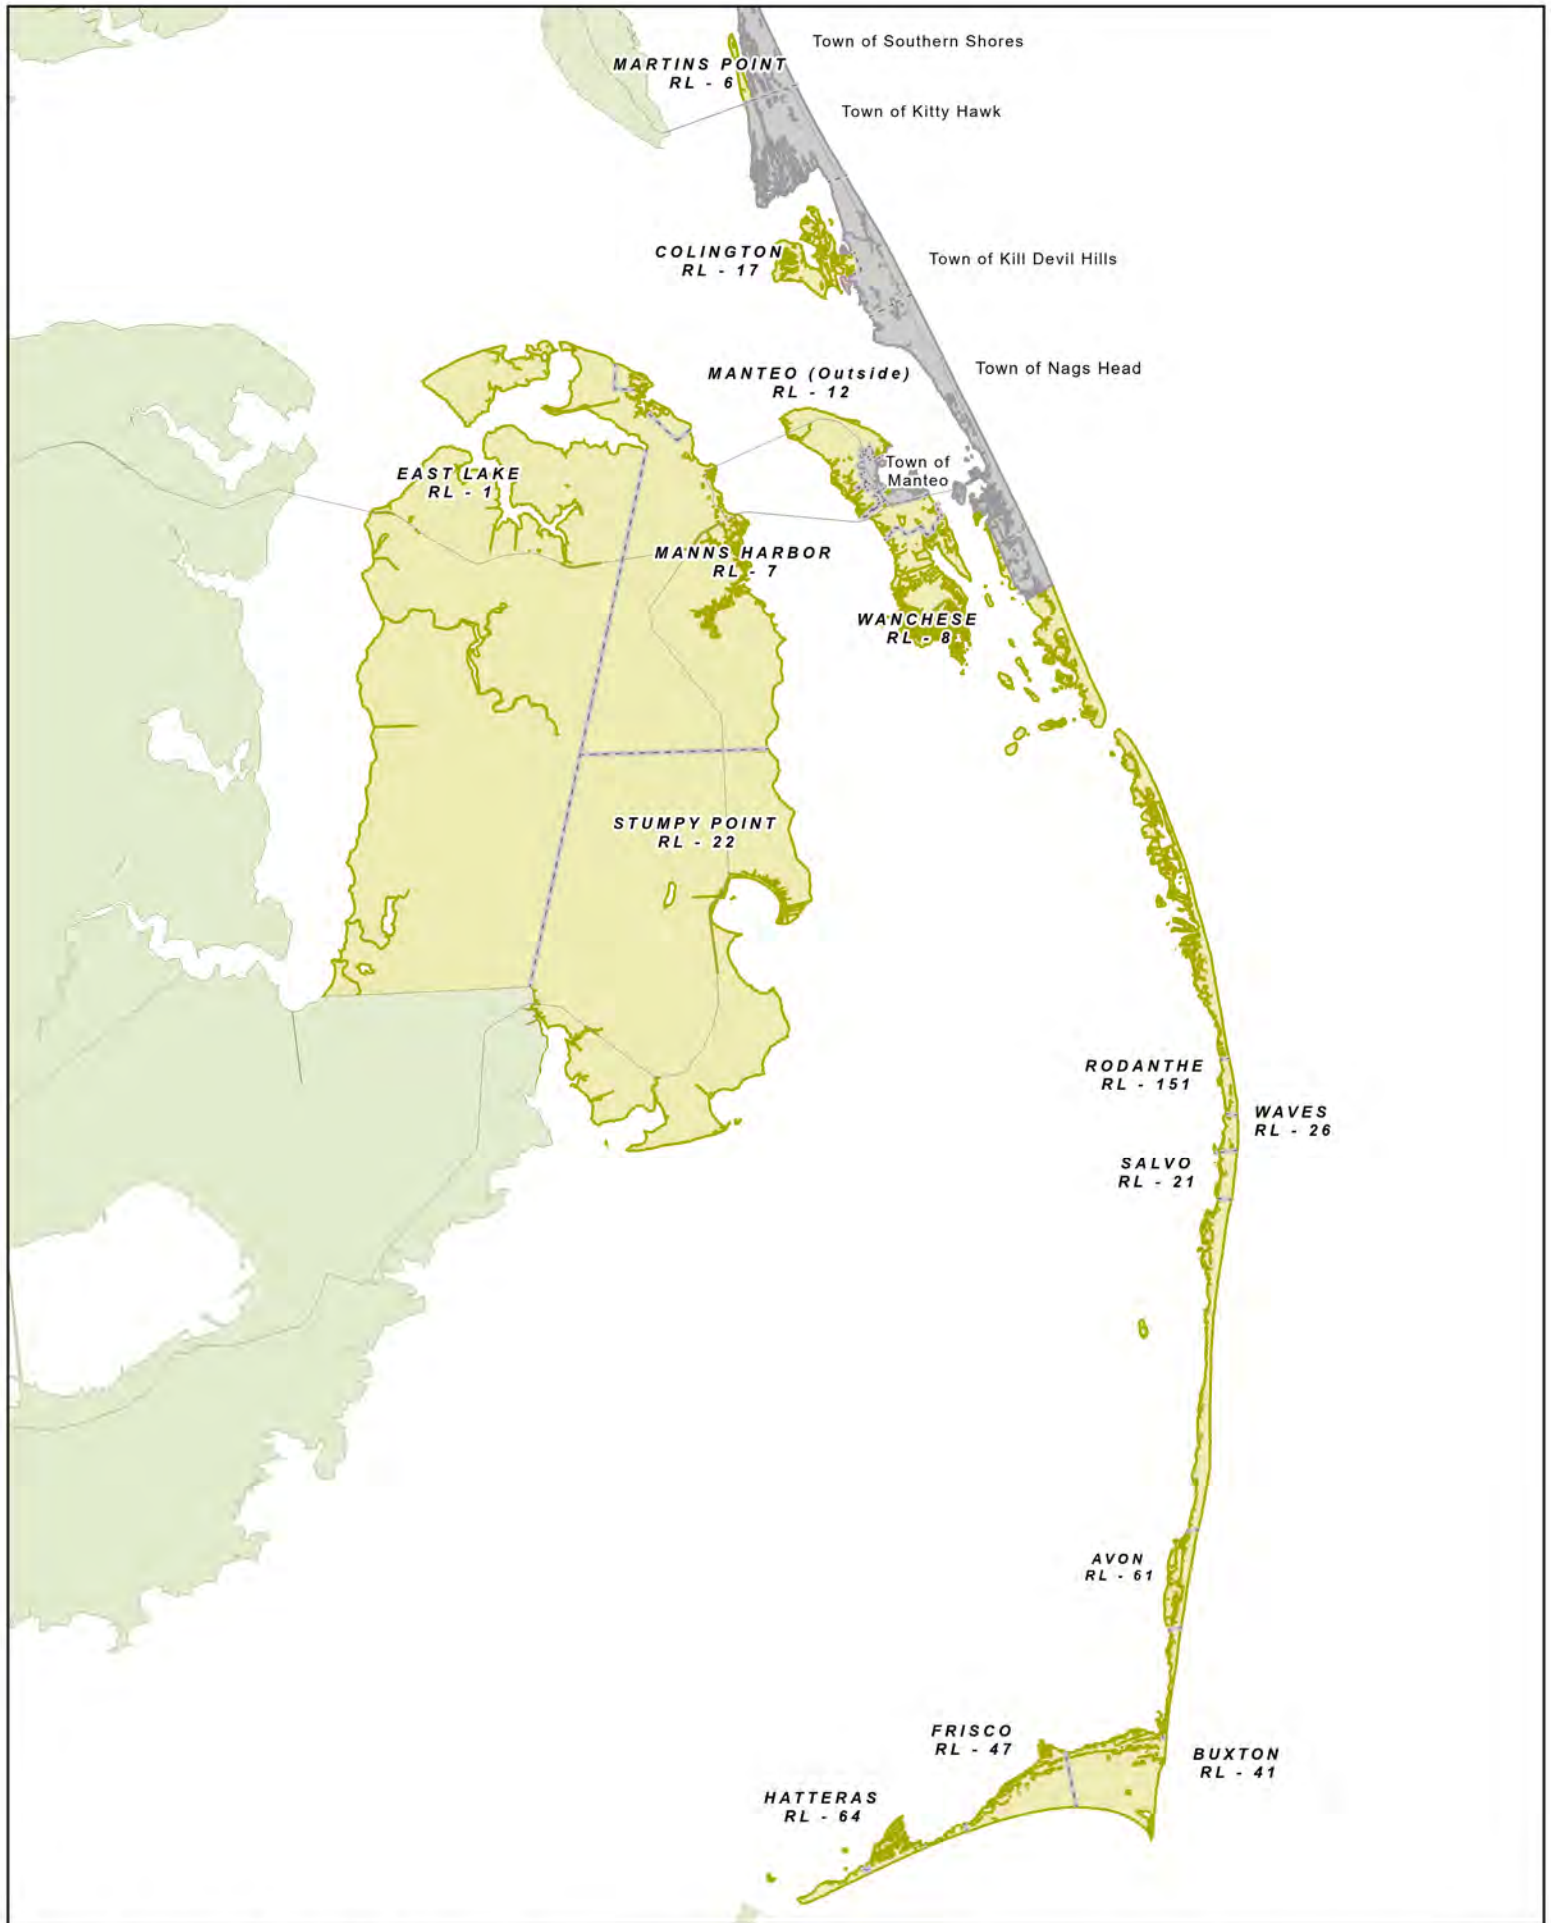 Town of Southern Shores
MARTINS POINT
RL - 6
Town of Kitty Hawk
COLINGTON
RL - 17
Town of Kill Devil Hills
MANTEO (Outside)
RL - 12
Town of Nags Head
EAST LAKE
RL - 1
Town of
Manteo
MANNS HARBOR
RL - 7
WANCHESE
RL - 8
STUMPY POINT
RL - 22
RODANTHE
RL - 151
WAVES
RL - 26
SALVO
RL - 21
AVON
RL - 61
FRISCO
RL - 47
BUXTON
RL - 41
HATTERAS
RL - 64